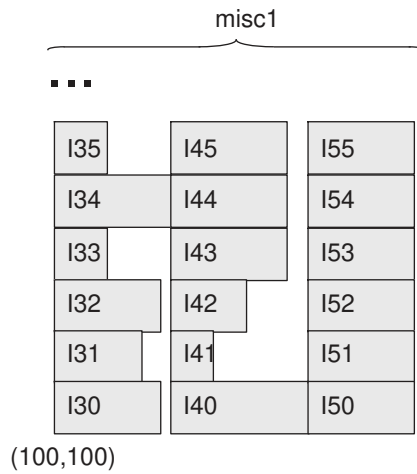 misc1
...
I35 I45 I55
I34 I44 I54
I33 I43 I53
I32 I42 I52
I31 I41 I51
I30 I40 I50
(100,100)